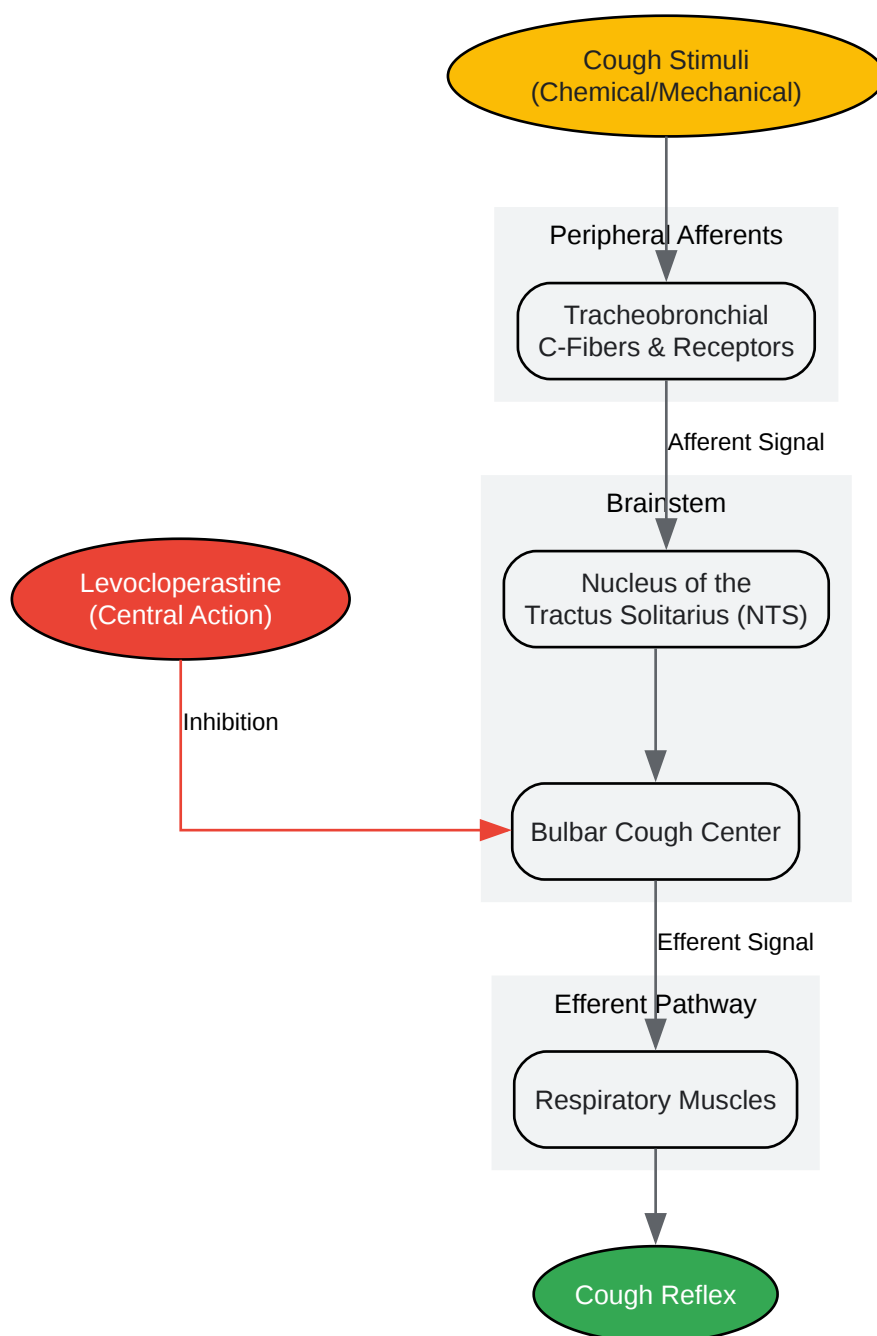 Cough Stimuli
(Chemical/Mechanical)
Peripheral Afferents
Tracheobronchial
C-Fibers & Receptors
Afferent Signal
Brainstem
Nucleus of the
Tractus Solitarius (NTS)
Levocloperastine
(Central Action)
Inhibition
Bulbar Cough Center
Efferent Signal
Efferent Pathway
Respiratory Muscles
Cough Reflex